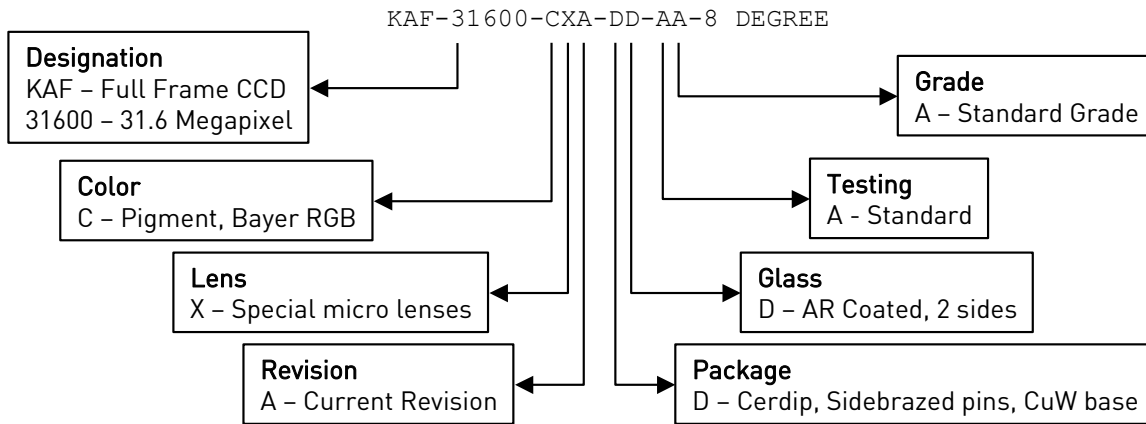 KAF-31600-CXA-DD-AA-8 DEGREE
Designation
KAF – Full Frame CCD
31600 – 31.6 Megapixel
Grade
A – Standard Grade
Color
C – Pigment, Bayer RGB
Testing
A - Standard
Lens
X – Special micro lenses
Glass
D – AR Coated, 2 sides
Revision
A – Current Revision
Package
D – Cerdip, Sidebrazed pins, CuW base